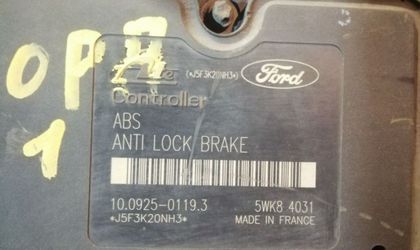 OPA
1
Ate (*J5F3K20NH3*) Ford
Controller
ABS
ANTI LOCK BRAKE
10.0925-0119.3 5WK8 4031
*J5F3K20NH3* MADE IN FRANCE